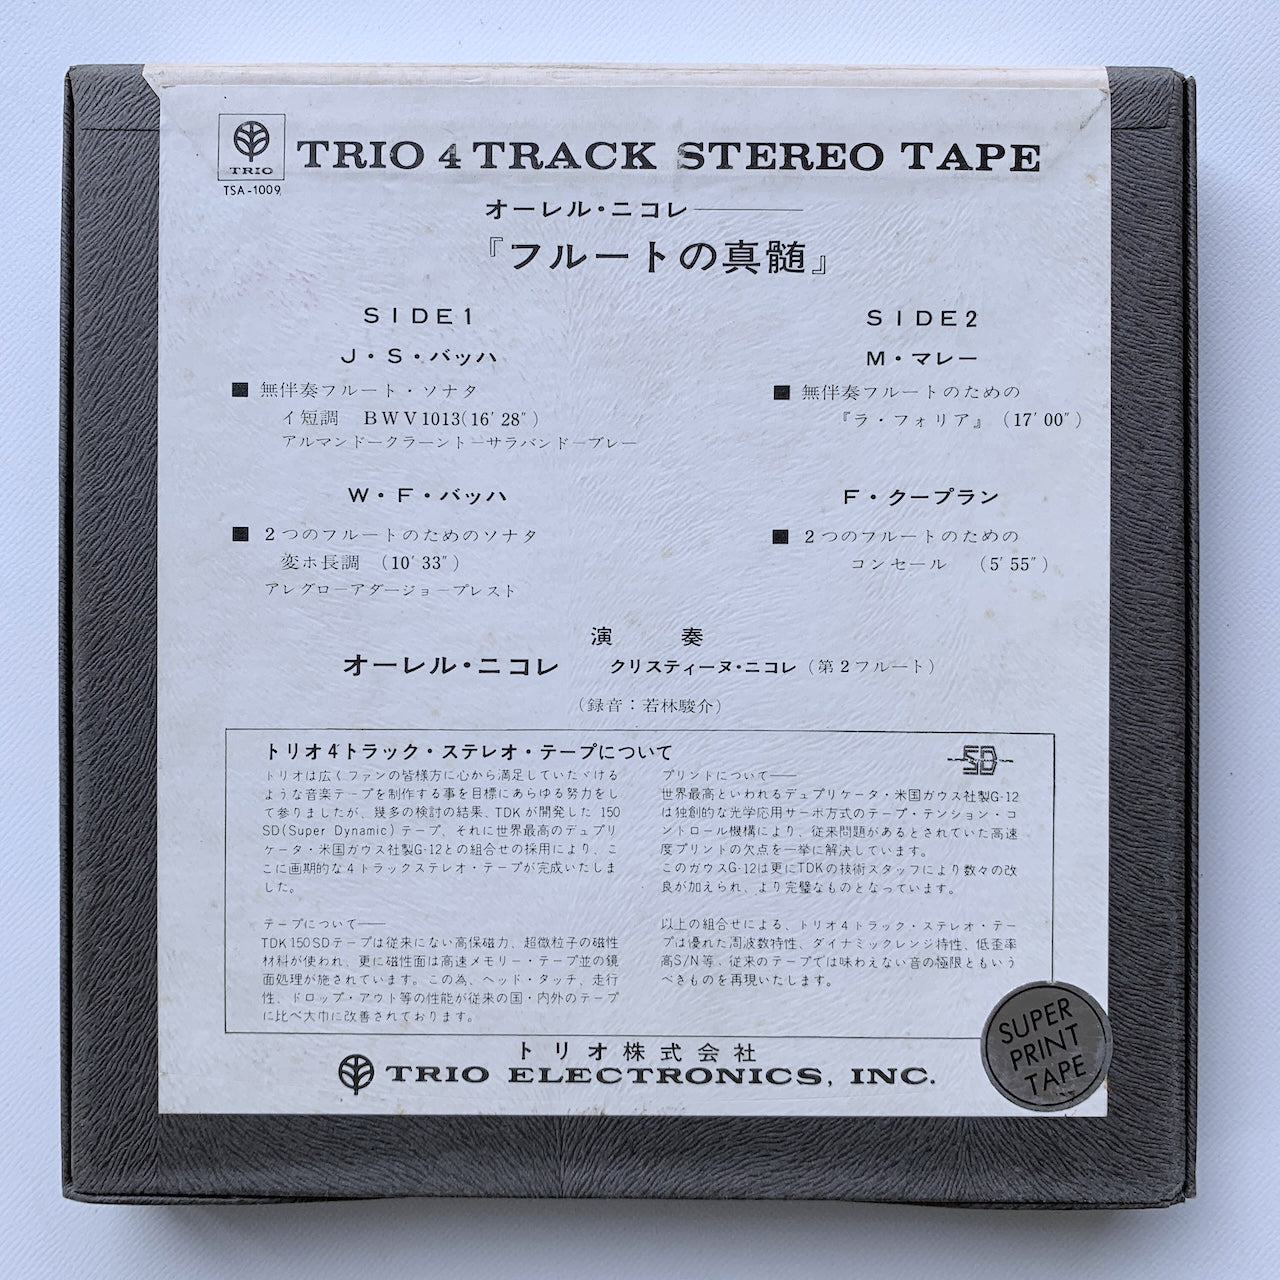 TRIO
TSA-1009
TRIO 4 TRACK STEREO TAPE
オーレル・ニコレ——
『フルートの真髄』
SIDE1
J・S・バッハ
■ 無伴奏フルート・ソナタ
イ短調 BWV1013(16′28″)
アルマンドークラーントーサラバンドーブレー
W・F・バッハ
■ 2つのフルートのためのソナタ
変ホ長調 (10′33″)
アレグローアダージョープレスト
SIDE2
M・マレー
■ 無伴奏フルートのための
『ラ・フォリア』(17′00″)
F・クープラン
■ 2つのフルートのための
コンセール (5′55″)
演奏
オーレル・ニコレ クリスティーヌ・ニコレ(第2フルート)
(録音:若林駿介)
トリオ4トラック・ステレオ・テープについて
トリオは広くファンの皆様方に心から満足していただける
ような音楽テープを制作する事を目標にあらゆる努力をし
て参りましたが、幾多の検討の結果、TDKが開発した150
SD(Super Dynamic)テープ、それに世界最高のデュプリ
ケータ・米国ガウス社製G-12との組合せの採用により、こ
こに画期的な4トラックステレオ・テープが完成いたしま
した。
テープについて——
TDK150SDテープは従来にない高保磁力、超微粒子の磁性
材料が使われ、更に磁性面は高速メモリー・テープ並の鏡
面処理が施されています。この為、ヘッド・タッチ、走行
性、ドロップ・アウト等の性能が従来の国・内外のテープ
に比べ大巾に改善されております。
SD
プリントについて——
世界最高といわれるデュプリケータ・米国ガウス社製G-12
は独創的な光学応用サーボ方式のテープ・テンション・コ
ントロール機構により、従来問題があるとされていた高速
度プリントの欠点を一挙に解決しています。
このガウスG-12は更にTDKの技術スタッフにより数々の改
良が加えられ、より完璧なものとなっています。
以上の組合せによる、トリオ4トラック・ステレオ・テー
プは優れた周波数特性、ダイナミックレンジ特性、低歪率
高S/N等、従来のテープでは味わえない音の極限ともいう
べきものを再現いたします。
SUPER
PRINT
TAPE
トリオ株式会社
TRIO ELECTRONICS, INC.